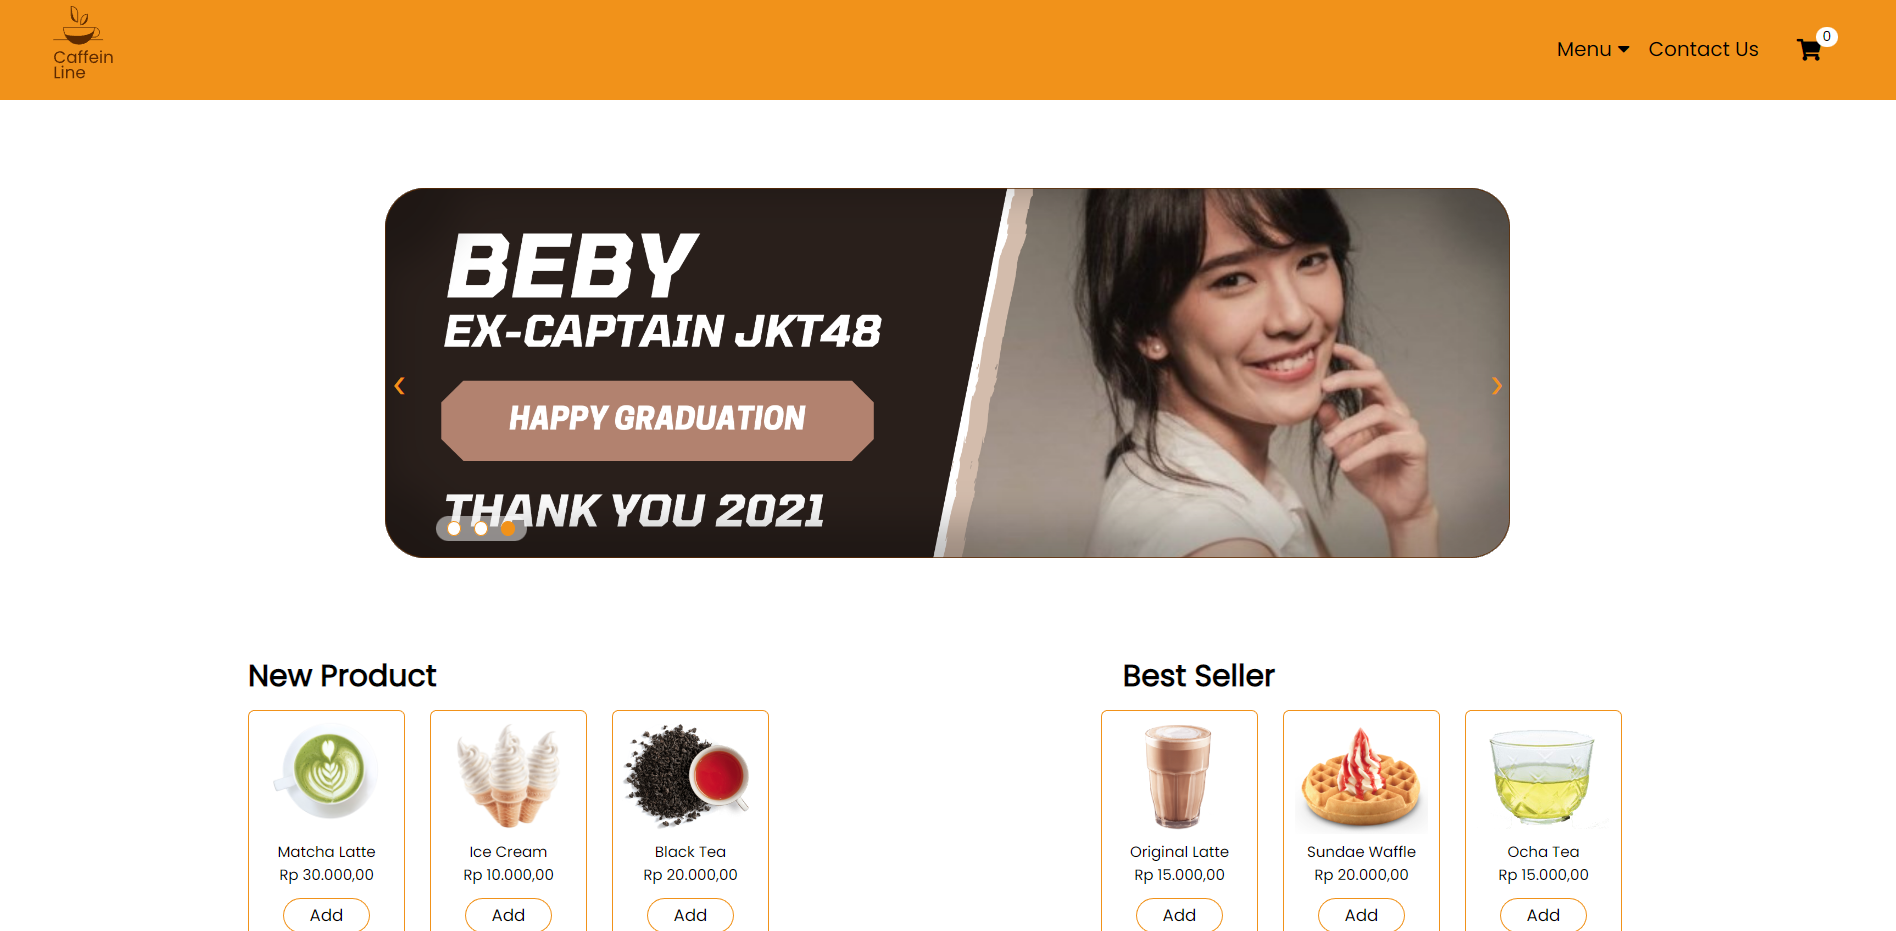 Caffein
Line
Menu
Contact Us
0
BEBY
EX-CAPTAIN JKT48
HAPPY GRADUATION
THANK YOU 2021
New Product
Matcha Latte
Rp 30.000,00
Add
Ice Cream
Rp 10.000,00
Add
Black Tea
Rp 20.000,00
Add
Best Seller
Original Latte
Rp 15.000,00
Add
Sundae Waffle
Rp 20.000,00
Add
Ocha Tea
Rp 15.000,00
Add